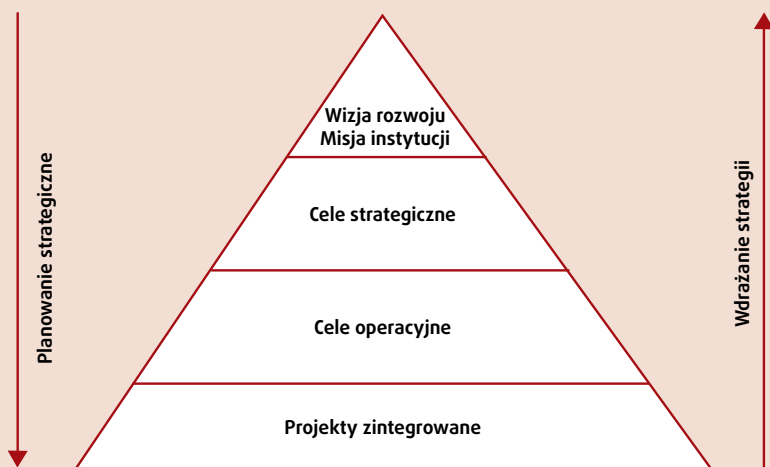 Wizja rozwoju
Misja instytucji
Planowanie strategiczne
Wdrażanie strategii
Cele strategiczne
Cele operacyjne
Projekty zintegrowane